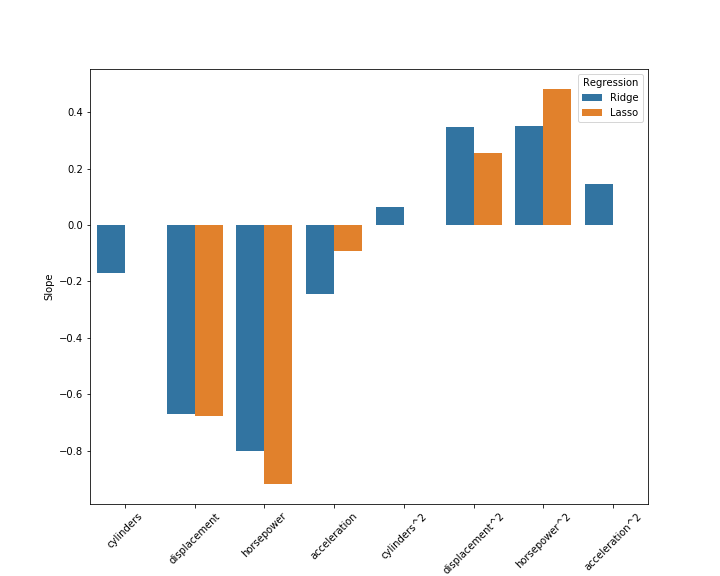 Regression
Ridge
Lasso
Slope
0.4
0.2
0.0
−0.2
−0.4
−0.6
−0.8
cylinders
displacement
horsepower
acceleration
cylinders^2
displacement^2
horsepower^2
acceleration^2